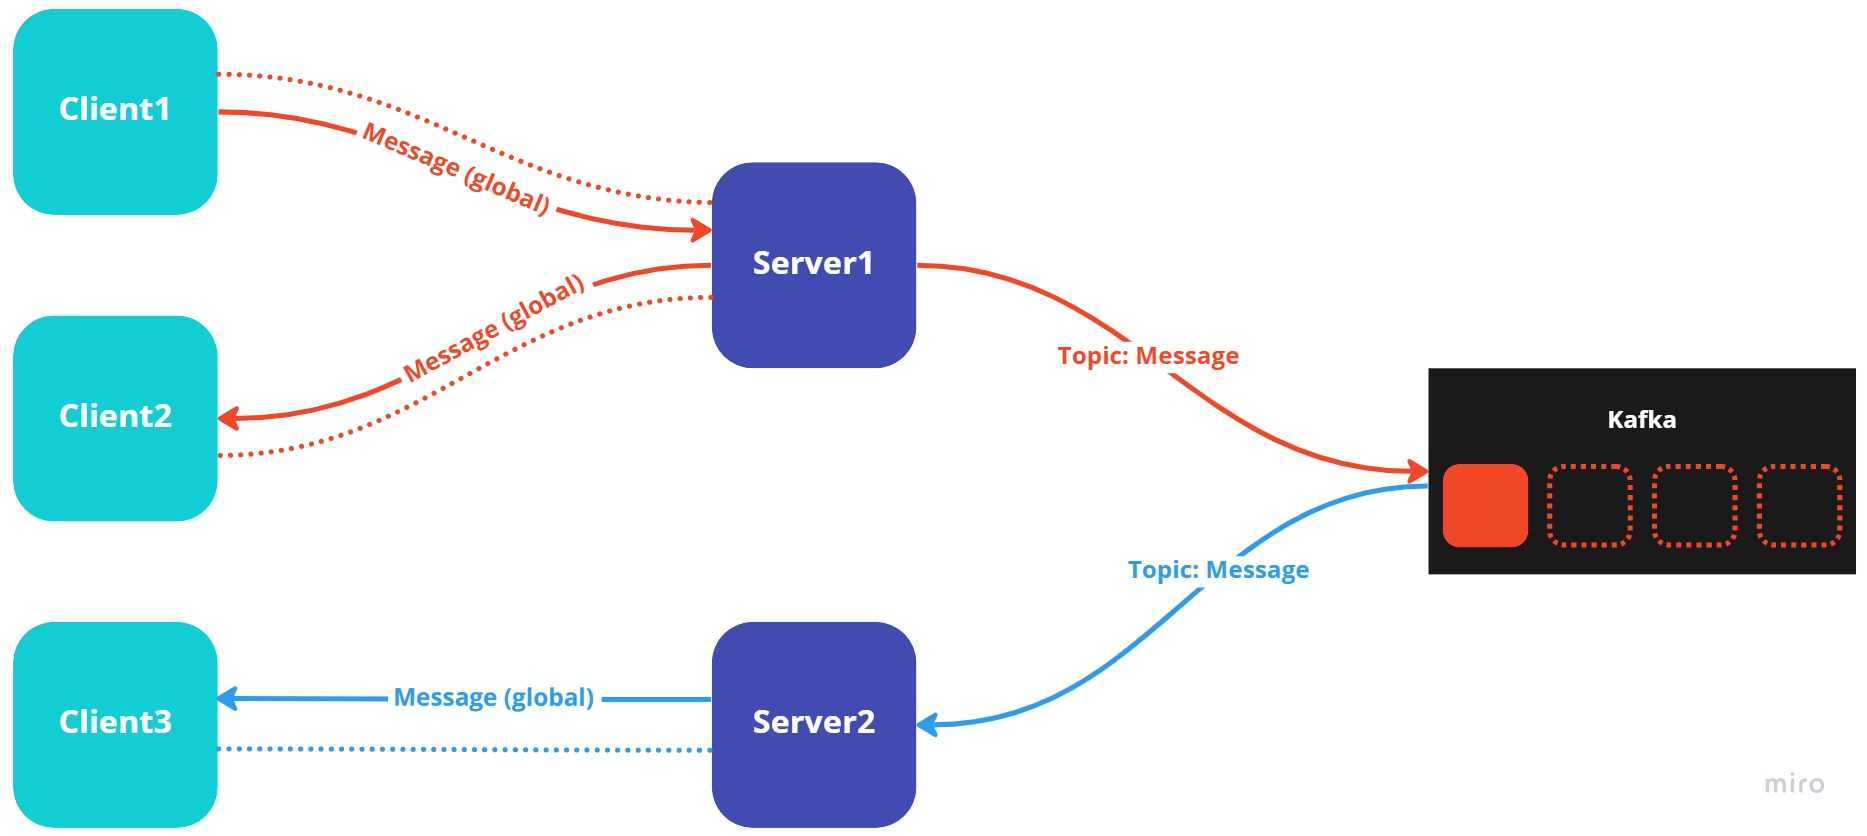 Client1
Message (global)
Server1
Message (global)
Client2
Topic: Message
Kafka
Topic: Message
Client3
Message (global)
Server2
miro